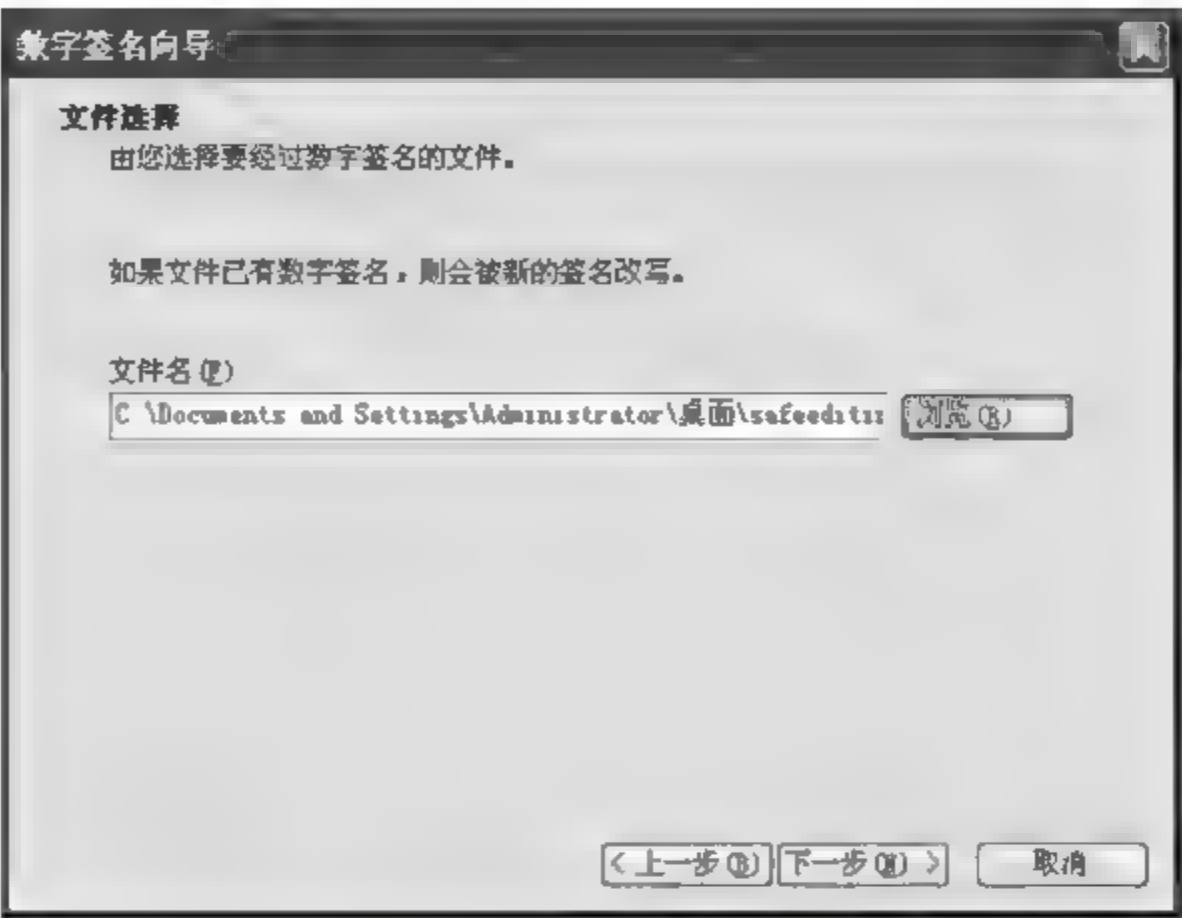 数字签名向导
文件选择
由您选择要经过数字签名的文件。
如果文件已有数字签名，则会被新的签名改写。
文件名(F)
C \Documents and Settings\Administrator\桌面\safeeditin 浏览(R)
< 上一步(B) 下一步(N) > 取消